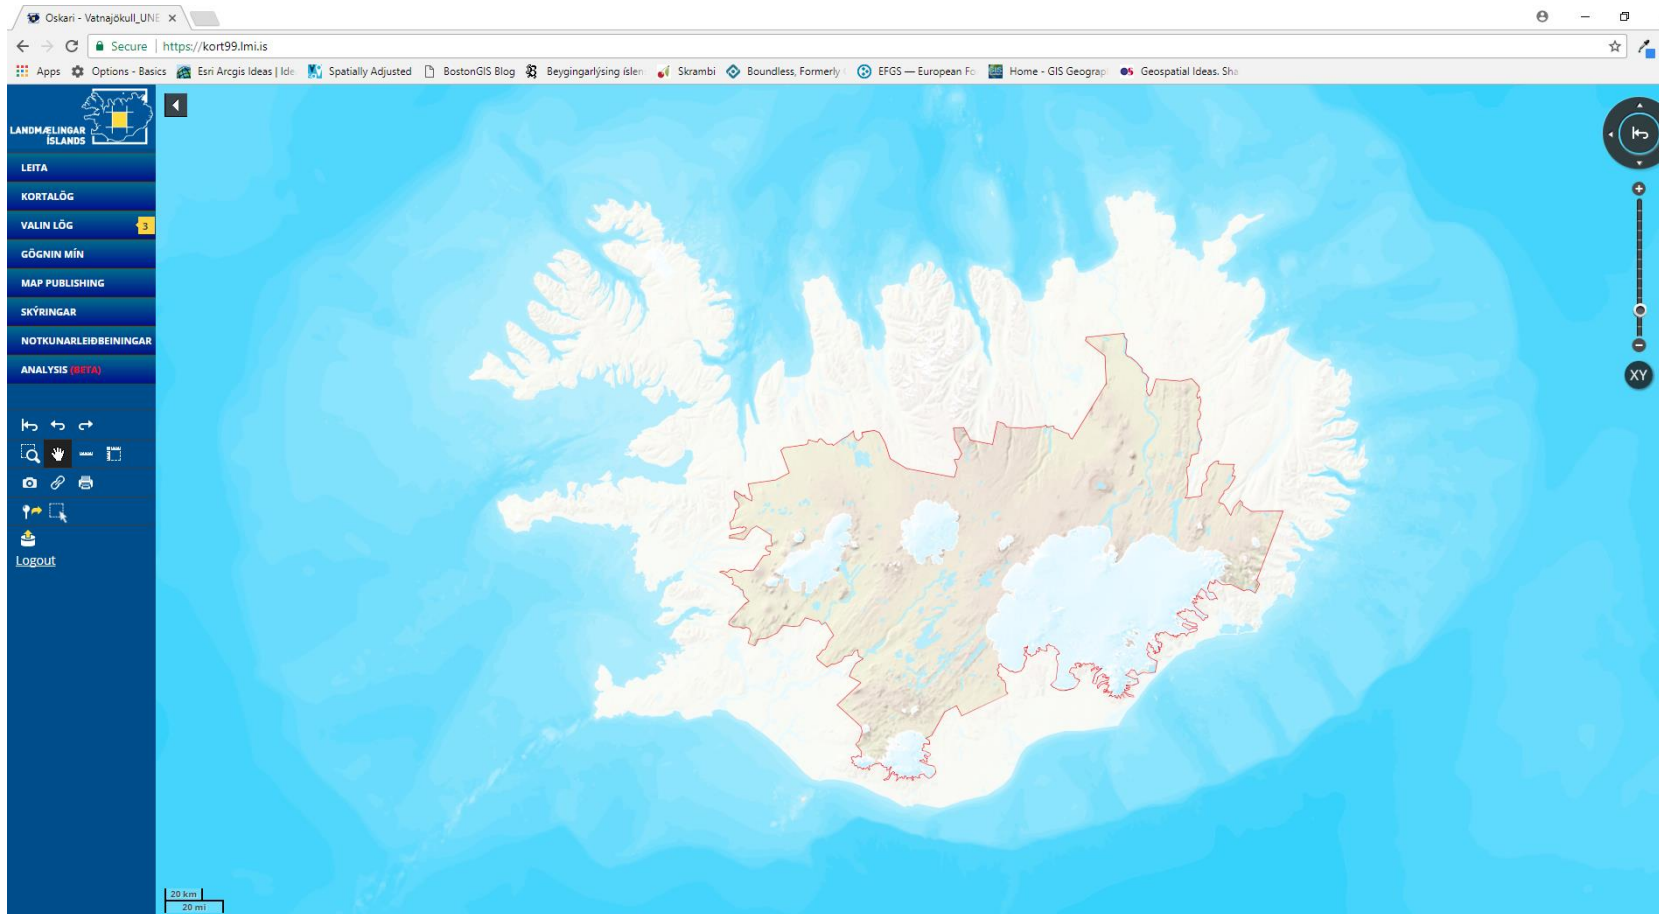 Oskari - Vatnajökull_UNE
Secure | https://kort99.lmi.is
Apps Options - Basics Esri Arcgis Ideas | Ide Spatially Adjusted BostonGIS Blog Beygingarlýsing íslen Skrambi Boundless, Formerly EFGS — European Fo Home - GIS Geograp Geospatial Ideas. Sha
LANDMÆLINGAR
ÍSLANDS
LEITA
KORTALÖG
VALIN LÖG 3
GÖGNIN MÍN
MAP PUBLISHING
SKÝRINGAR
NOTKUNARLEIÐBEININGAR
ANALYSIS (BETA)
Logout
XY
20 km
20 mi